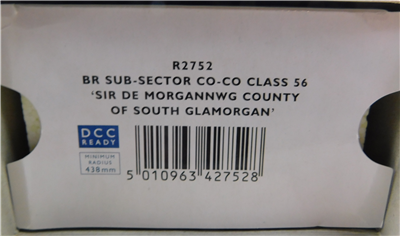 R2752
BR SUB-SECTOR CO-CO CLASS 56
'SIR DE MORGANNWG COUNTY
OF SOUTH GLAMORGAN'
DCC
READY
MINIMUM
RADIUS
438mm
5 010963 427528